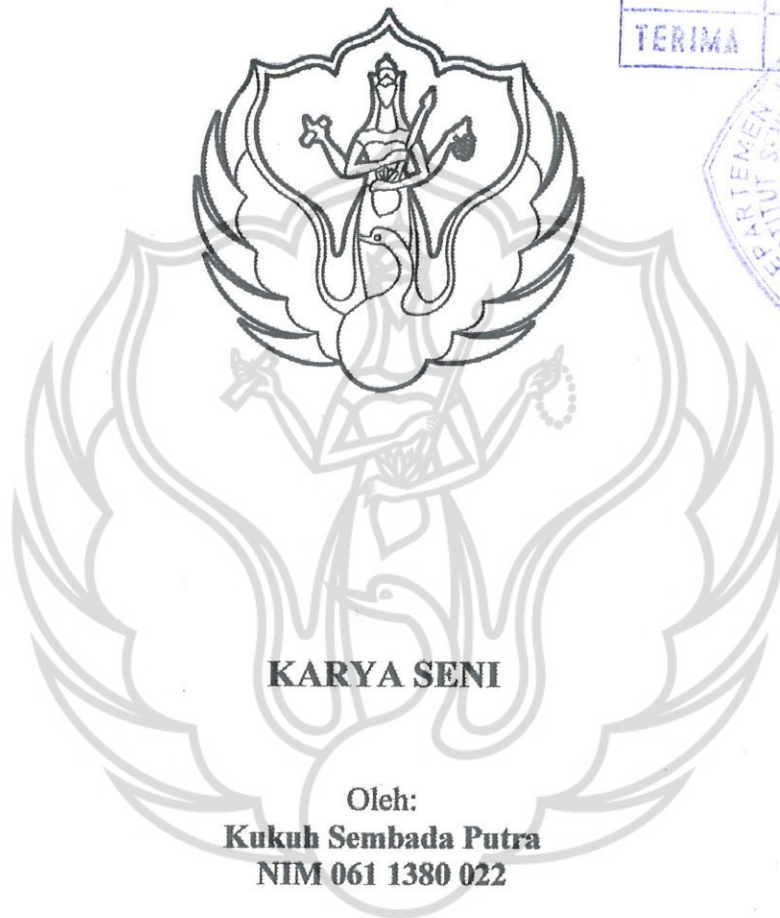 TERIMA
KARYA SENI
Oleh:
Kukuh Sembada Putra
NIM 061 1380 022